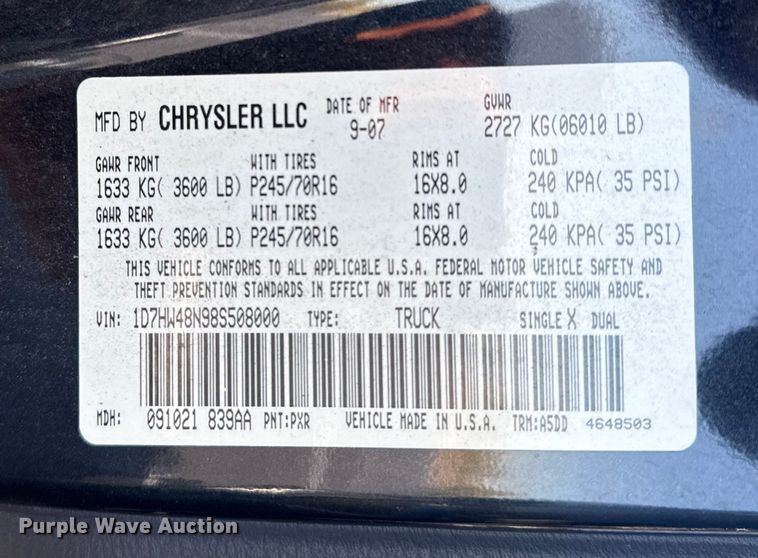 MFD BY CHRYSLER LLC DATE OF MFR 9-07 GVWR 2727 KG(06010 LB)
GAWR FRONT WITH TIRES RIMS AT COLD
1633 KG( 3600 LB) P245/70R16 16X8.0 240 KPA( 35 PSI)
GAWR REAR WITH TIRES RIMS AT COLD
1633 KG( 3600 LB) P245/70R16 16X8.0 240 KPA( 35 PSI)
THIS VEHICLE CONFORMS TO ALL APPLICABLE U.S.A. FEDERAL MOTOR VEHICLE SAFETY AND
THEFT PREVENTION STANDARDS IN EFFECT ON THE DATE OF MANUFACTURE SHOWN ABOVE.
VIN: 1D7HW48N98S508000 TYPE: TRUCK SINGLE X DUAL
MDH: 091021 839AA PNT:PXR VEHICLE MADE IN U.S.A. TRM:A5DD 4648503
Purple Wave Auction